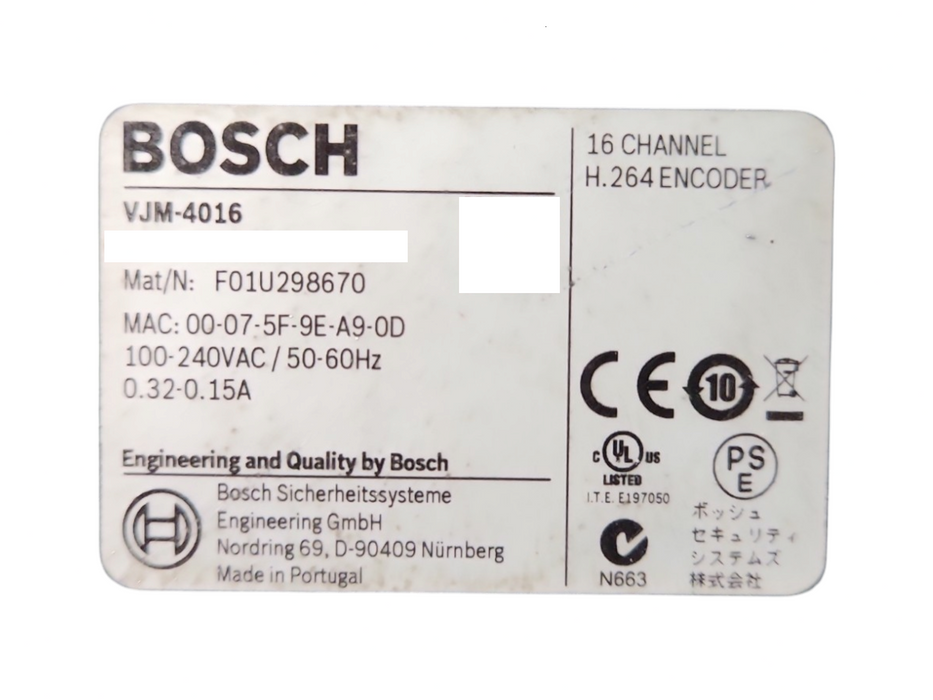 BOSCH
VJM-4016
Mat/N: F01U298670
MAC: 00-07-5F-9E-A9-0D
100-240VAC / 50-60Hz
0.32-0.15A
Engineering and Quality by Bosch
Bosch Sicherheitssysteme
Engineering GmbH
Nordring 69, D-90409 Nürnberg
Made in Portugal
16 CHANNEL
H.264 ENCODER
CE
10
C UL US
LISTED
I.T.E. E197050
PS
E
N663
ボッシュ
セキュリティ
システムズ
株式会社